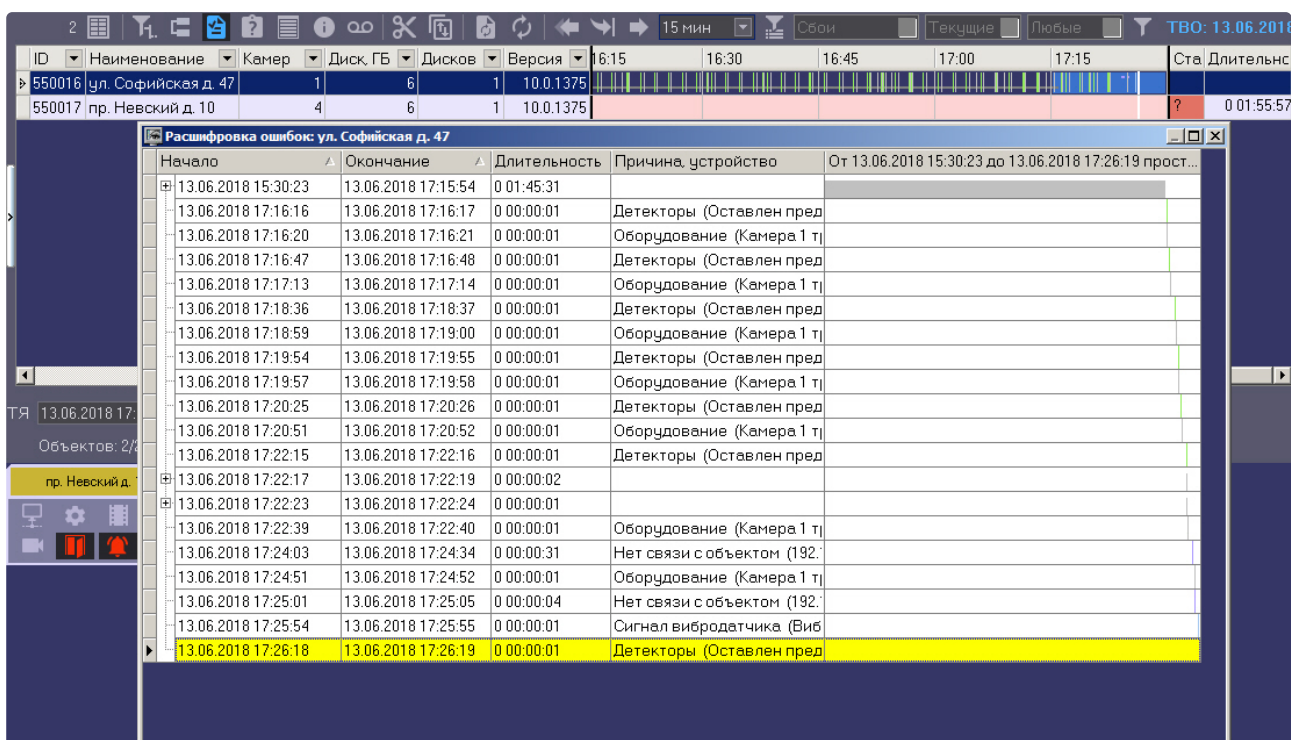 2 15 мин Сбои Текущие Любые ТВО: 13.06.2018
ID Наименование Камер Диск, ГБ Дисков Версия 16:15 16:30 16:45 17:00 17:15 Ста Длительнс
550016 ул. Софийская д. 47 1 6 1 10.0.1375
550017 пр. Невский д. 10 4 6 1 10.0.1375 ? 0 01:55:57
Расшифровка ошибок: ул. Софийская д. 47
Начало Окончание Длительность Причина, устройство От 13.06.2018 15:30:23 до 13.06.2018 17:26:19 прост...
13.06.2018 15:30:23 13.06.2018 17:15:54 0 01:45:31
13.06.2018 17:16:16 13.06.2018 17:16:17 0 00:00:01 Детекторы (Оставлен пред
13.06.2018 17:16:20 13.06.2018 17:16:21 0 00:00:01 Оборудование (Камера 1 тр
13.06.2018 17:16:47 13.06.2018 17:16:48 0 00:00:01 Детекторы (Оставлен пред
13.06.2018 17:17:13 13.06.2018 17:17:14 0 00:00:01 Оборудование (Камера 1 тр
13.06.2018 17:18:36 13.06.2018 17:18:37 0 00:00:01 Детекторы (Оставлен пред
13.06.2018 17:18:59 13.06.2018 17:19:00 0 00:00:01 Оборудование (Камера 1 тр
13.06.2018 17:19:54 13.06.2018 17:19:55 0 00:00:01 Детекторы (Оставлен пред
13.06.2018 17:19:57 13.06.2018 17:19:58 0 00:00:01 Оборудование (Камера 1 тр
13.06.2018 17:20:25 13.06.2018 17:20:26 0 00:00:01 Детекторы (Оставлен пред
13.06.2018 17:20:51 13.06.2018 17:20:52 0 00:00:01 Оборудование (Камера 1 тр
13.06.2018 17:22:15 13.06.2018 17:22:16 0 00:00:01 Детекторы (Оставлен пред
13.06.2018 17:22:17 13.06.2018 17:22:19 0 00:00:02
13.06.2018 17:22:23 13.06.2018 17:22:24 0 00:00:01
13.06.2018 17:22:39 13.06.2018 17:22:40 0 00:00:01 Оборудование (Камера 1 тр
13.06.2018 17:24:03 13.06.2018 17:24:34 0 00:00:31 Нет связи с объектом (192.
13.06.2018 17:24:51 13.06.2018 17:24:52 0 00:00:01 Оборудование (Камера 1 тр
13.06.2018 17:25:01 13.06.2018 17:25:05 0 00:00:04 Нет связи с объектом (192.
13.06.2018 17:25:54 13.06.2018 17:25:55 0 00:00:01 Сигнал вибродатчика (Виб
13.06.2018 17:26:18 13.06.2018 17:26:19 0 00:00:01 Детекторы (Оставлен пред
ТЯ 13.06.2018 17:
Объектов: 2/2
пр. Невский д.